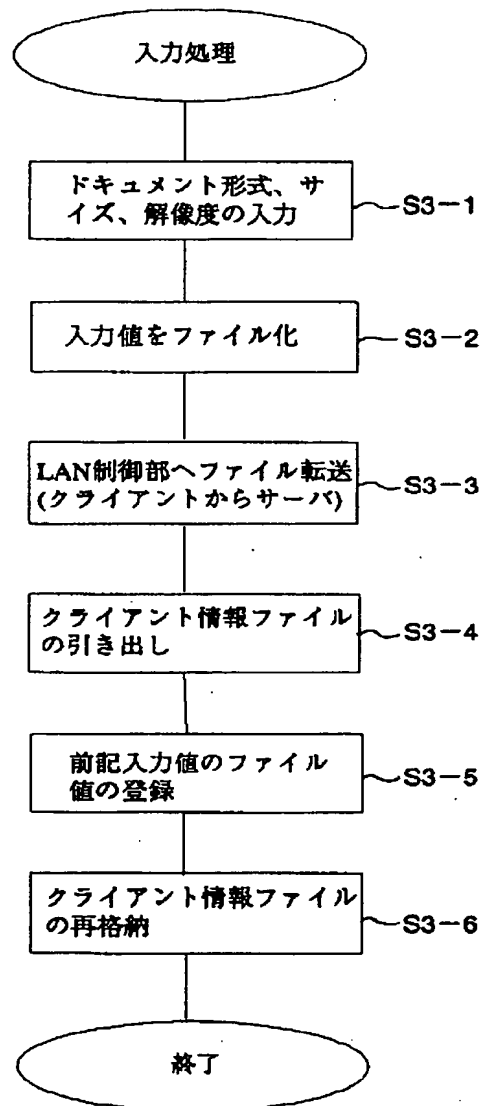 入力処理
ドキュメント形式、サ
イズ、解像度の入力
S3-1
入力値をファイル化
S3-2
LAN制御部へファイル転送
(クライアントからサーバ)
S3-3
クライアント情報ファイル
の引き出し
S3-4
前記入力値のファイル
値の登録
S3-5
クライアント情報ファイル
の再格納
S3-6
終了